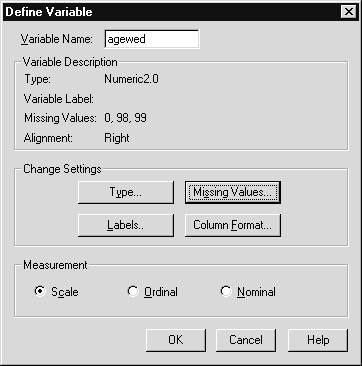 Define Variable
Variable Name: agewed
Variable Description
Type: Numeric2.0
Variable Label:
Missing Values: 0, 98, 99
Alignment: Right
Change Settings
Type... Missing Values...
Labels.. Column Format...
Measurement
Scale Ordinal Nominal
OK Cancel Help